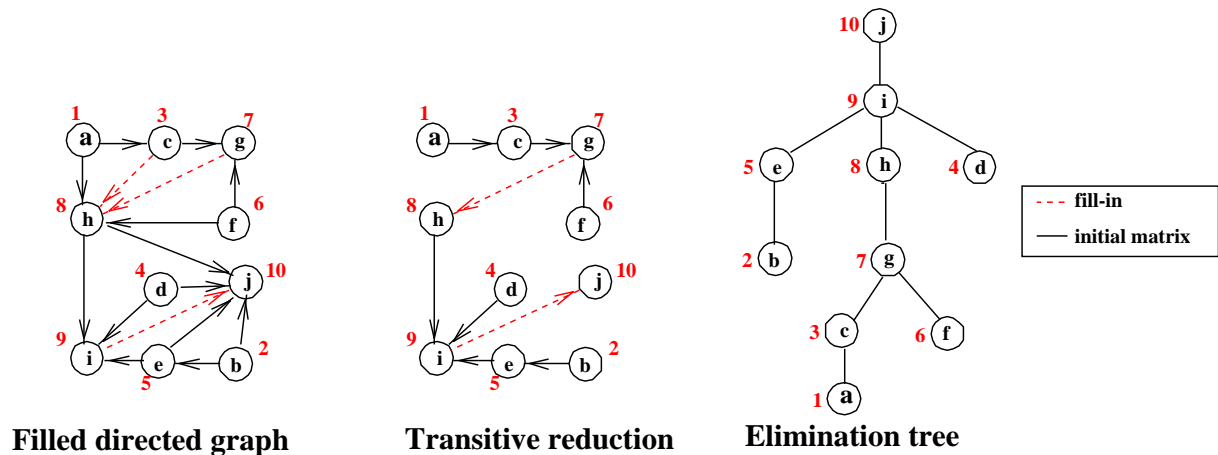 1
a
3
c
7
g
8
h
6
f
4
d
10
j
9
i
5
e
2
b
Filled directed graph
1
a
3
c
7
g
8
h
6
f
4
d
10
j
9
i
5
e
2
b
Transitive reduction
10
j
9
i
5
e
8
h
4
d
2
b
7
g
3
c
6
f
1
a
Elimination tree
fill-in
initial matrix